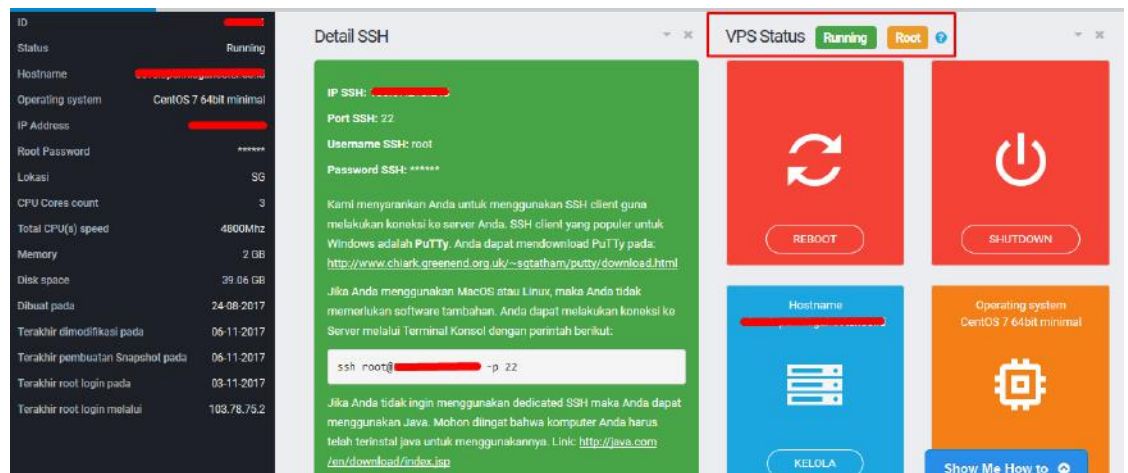 ID
Status Running
Hostname
Operating system CentOS 7 64bit minimal
IP Address
Root Password ******
Lokasi SG
CPU Cores count 3
Total CPU(s) speed 4800Mhz
Memory 2 GB
Disk space 39.06 GB
Dibuat pada 24-08-2017
Terakhir dimodifikasi pada 06-11-2017
Terakhir pembuatan Snapshot pada 06-11-2017
Terakhir root login pada 03-11-2017
Terakhir root login melalui 103.78.75.2
Detail SSH
IP SSH:
Port SSH: 22
Username SSH: root
Password SSH: ******
Kami menyarankan Anda untuk menggunakan SSH client guna
melakukan koneksi ke server Anda. SSH client yang populer untuk
Windows adalah PuTTy. Anda dapat mendownload PuTTy pada:
http://www.chiark.greenend.org.uk/~sgtatham/putty/download.html
Jika Anda menggunakan MacOS atau Linux, maka Anda tidak
memerlukan software tambahan. Anda dapat melakukan koneksi ke
Server melalui Terminal Konsol dengan perintah berikut:
ssh root@ -p 22
Jika Anda tidak ingin menggunakan dedicated SSH maka Anda dapat
menggunakan Java. Mohon diingat bahwa komputer Anda harus
telah terinstal java untuk menggunakannya. Link: http://java.com
/en/download/index.jsp
VPS Status Running Root ?
REBOOT
SHUTDOWN
Hostname
KELOLA
Operating system
CentOS 7 64bit minimal
Show Me How to